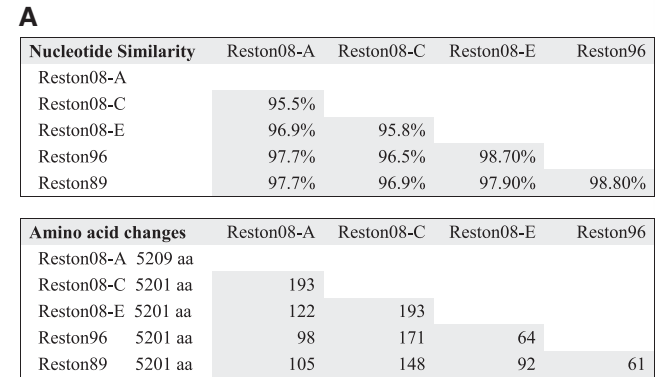 A
Nucleotide Similarity Reston08-A Reston08-C Reston08-E Reston96
Reston08-A
Reston08-C 95.5%
Reston08-E 96.9% 95.8%
Reston96 97.7% 96.5% 98.70%
Reston89 97.7% 96.9% 97.90% 98.80%
Amino acid changes Reston08-A Reston08-C Reston08-E Reston96
Reston08-A 5209 aa
Reston08-C 5201 aa 193
Reston08-E 5201 aa 122 193
Reston96 5201 aa 98 171 64
Reston89 5201 aa 105 148 92 61